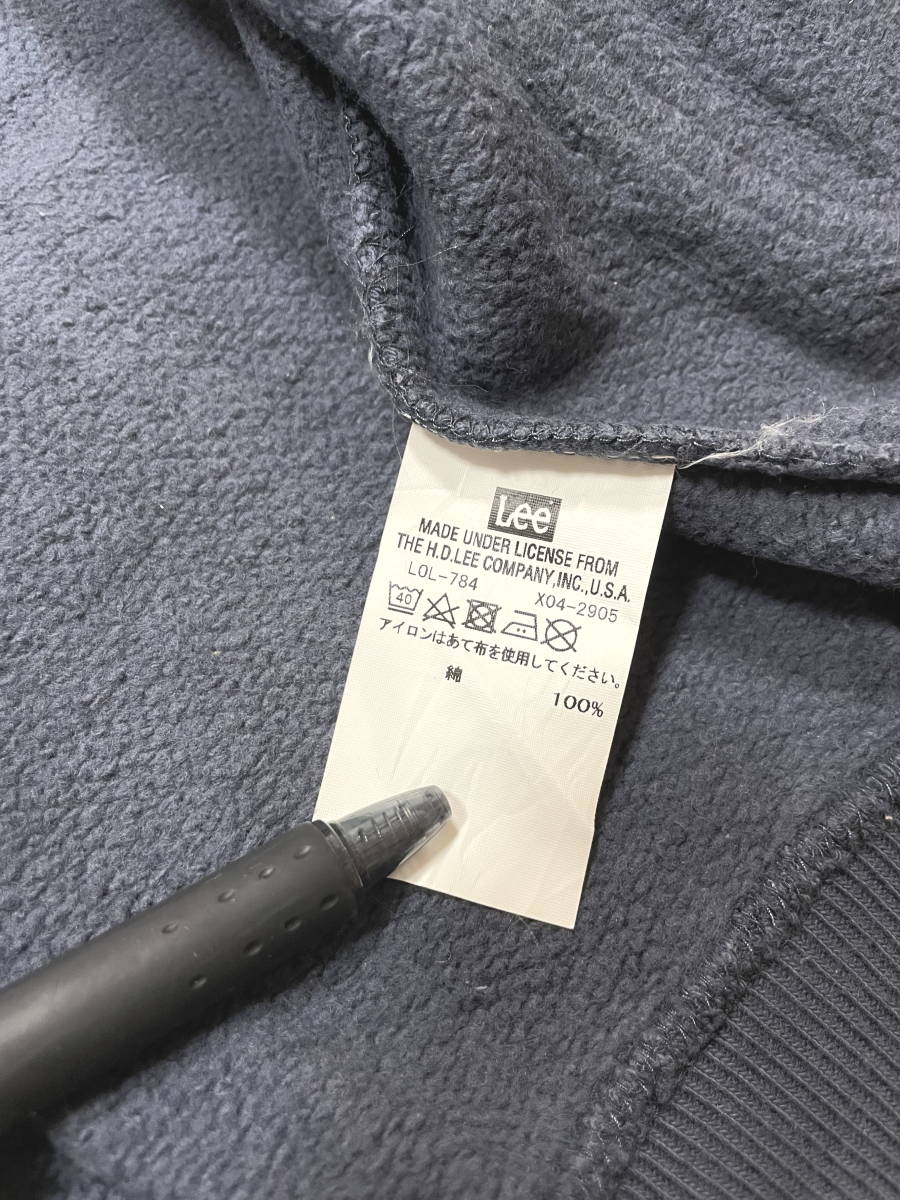 Lee
MADE UNDER LICENSE FROM
THE H.D.LEE COMPANY,INC.,U.S.A.
LOL-784 X04-2905
40
アイロンはあて布を使用してください。
綿 100%